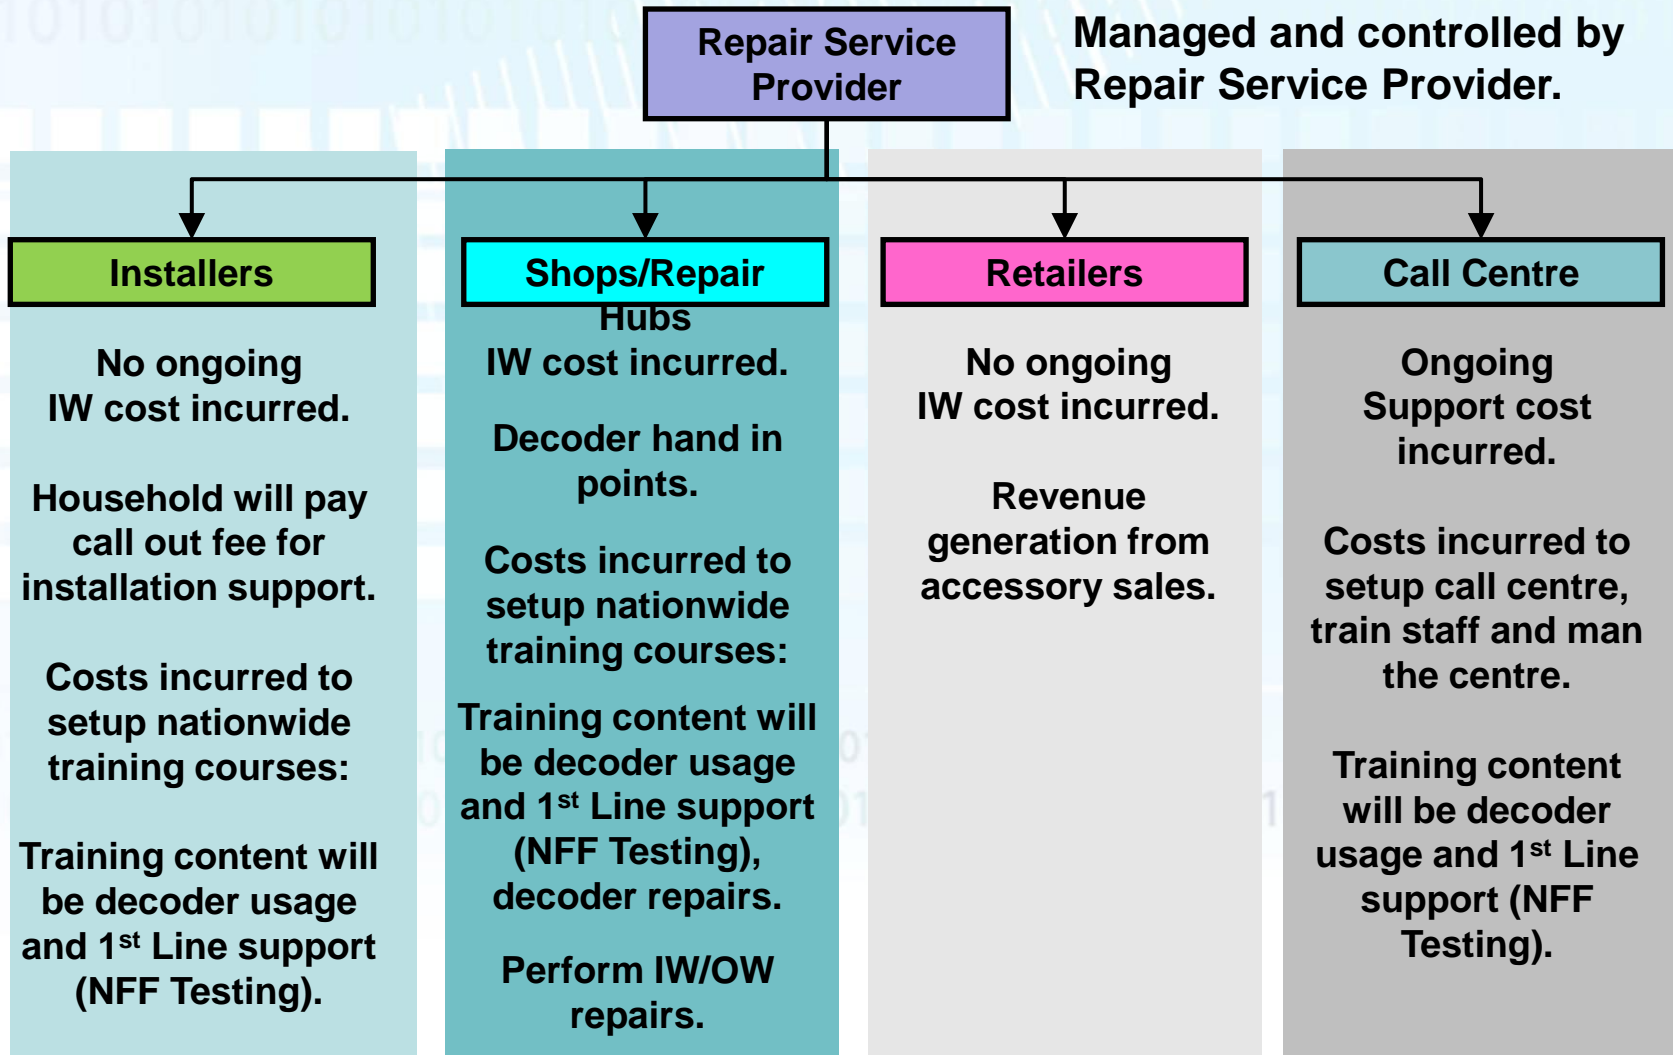 Repair Service
Provider
Managed and controlled by
Repair Service Provider.
Installers
No ongoing
IW cost incurred.
Household will pay
call out fee for
installation support.
Costs incurred to
setup nationwide
training courses:
Training content will
be decoder usage
and 1st Line support
(NFF Testing).
Shops/Repair
Hubs
IW cost incurred.
Decoder hand in
points.
Costs incurred to
setup nationwide
training courses:
Training content will
be decoder usage
and 1st Line support
(NFF Testing),
decoder repairs.
Perform IW/OW
repairs.
Retailers
No ongoing
IW cost incurred.
Revenue
generation from
accessory sales.
Call Centre
Ongoing
Support cost
incurred.
Costs incurred to
setup call centre,
train staff and man
the centre.
Training content
will be decoder
usage and 1st Line
support (NFF
Testing).